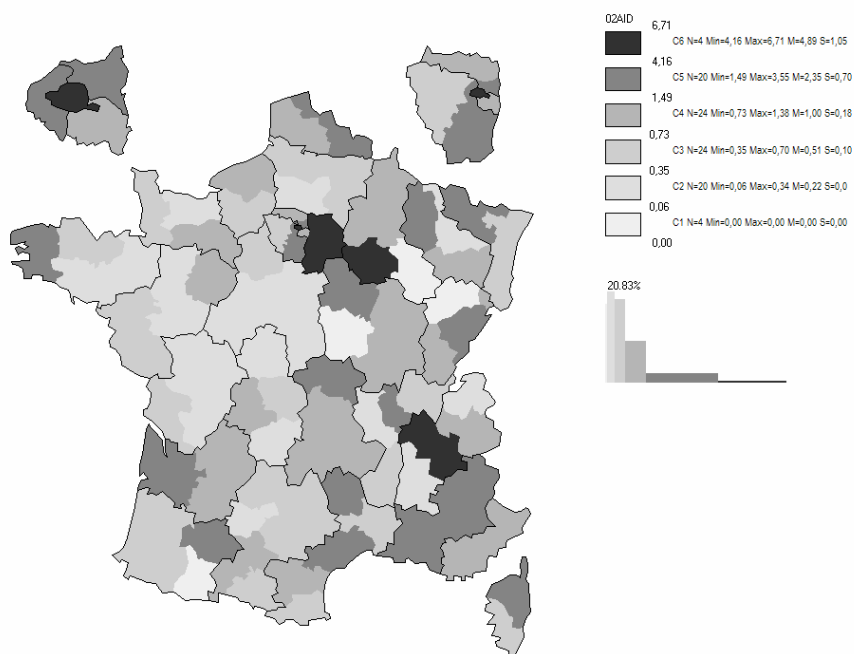 02AID
6,71
C6 N=4 Min=4,16 Max=6,71 M=4,89 S=1,05
4,16
C5 N=20 Min=1,49 Max=3,55 M=2,35 S=0,70
1,49
C4 N=24 Min=0,73 Max=1,38 M=1,00 S=0,18
0,73
C3 N=24 Min=0,35 Max=0,70 M=0,51 S=0,10
0,35
C2 N=20 Min=0,06 Max=0,34 M=0,22 S=0,0
0,06
C1 N=4 Min=0,00 Max=0,00 M=0,00 S=0,00
0,00
20.83%